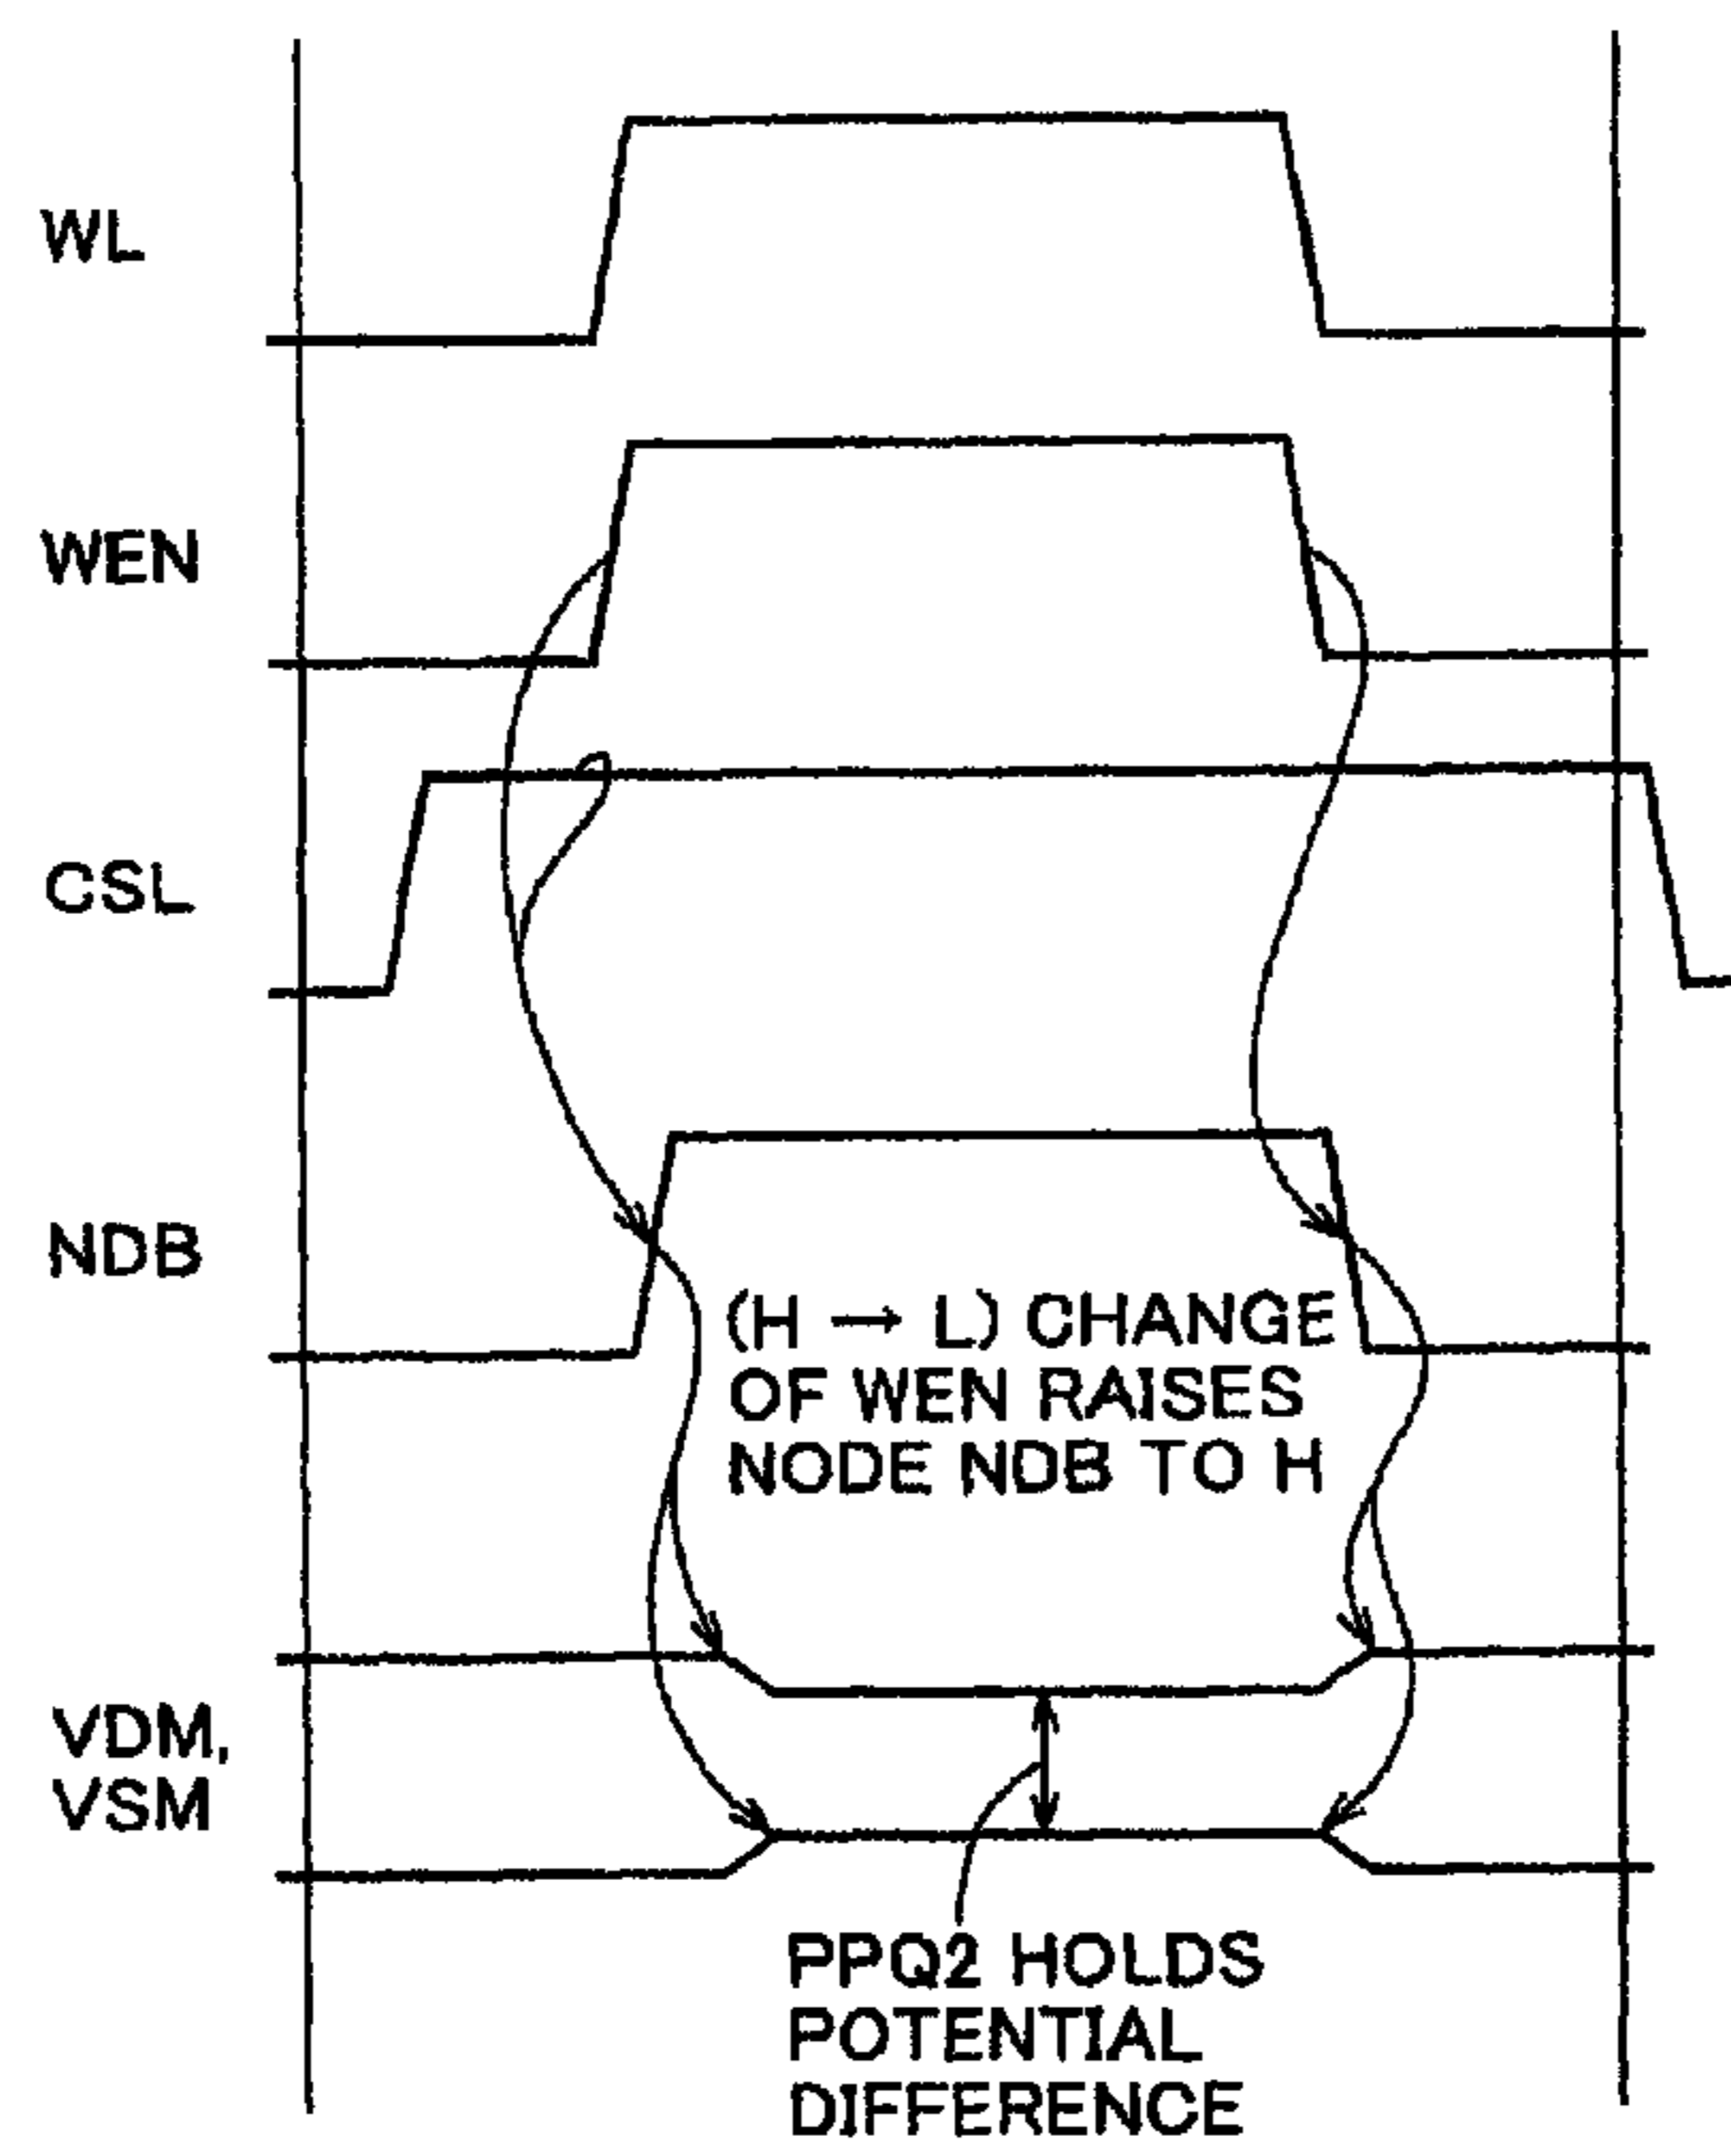 WL
WEN
CSL
NDB
(H → L) CHANGE
OF WEN RAISES
NODE NDB TO H
VDM,
VSM
PPQ2 HOLDS
POTENTIAL
DIFFERENCE